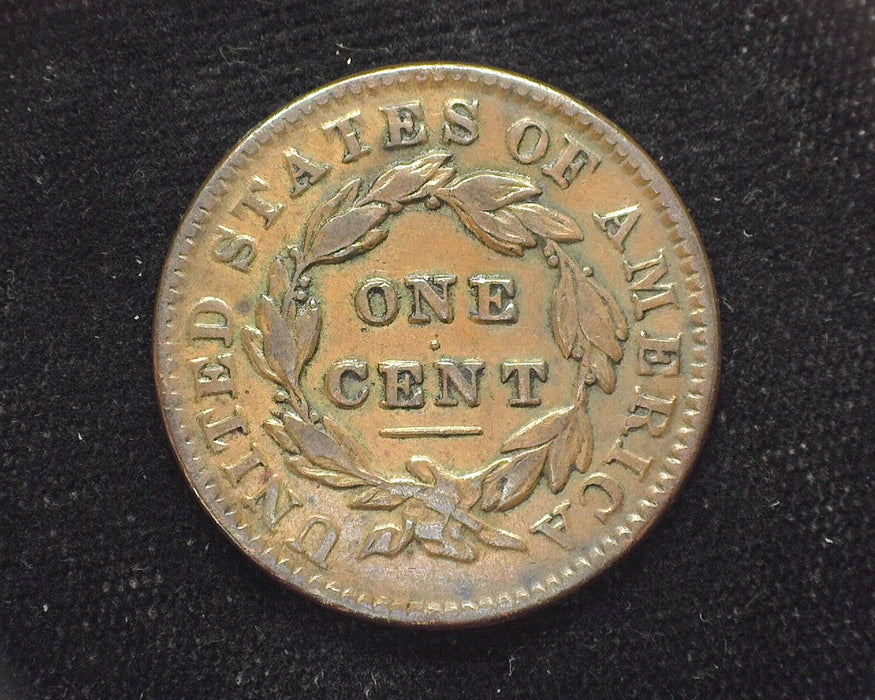 UNITED STATES OF AMERICA
ONE
CENT